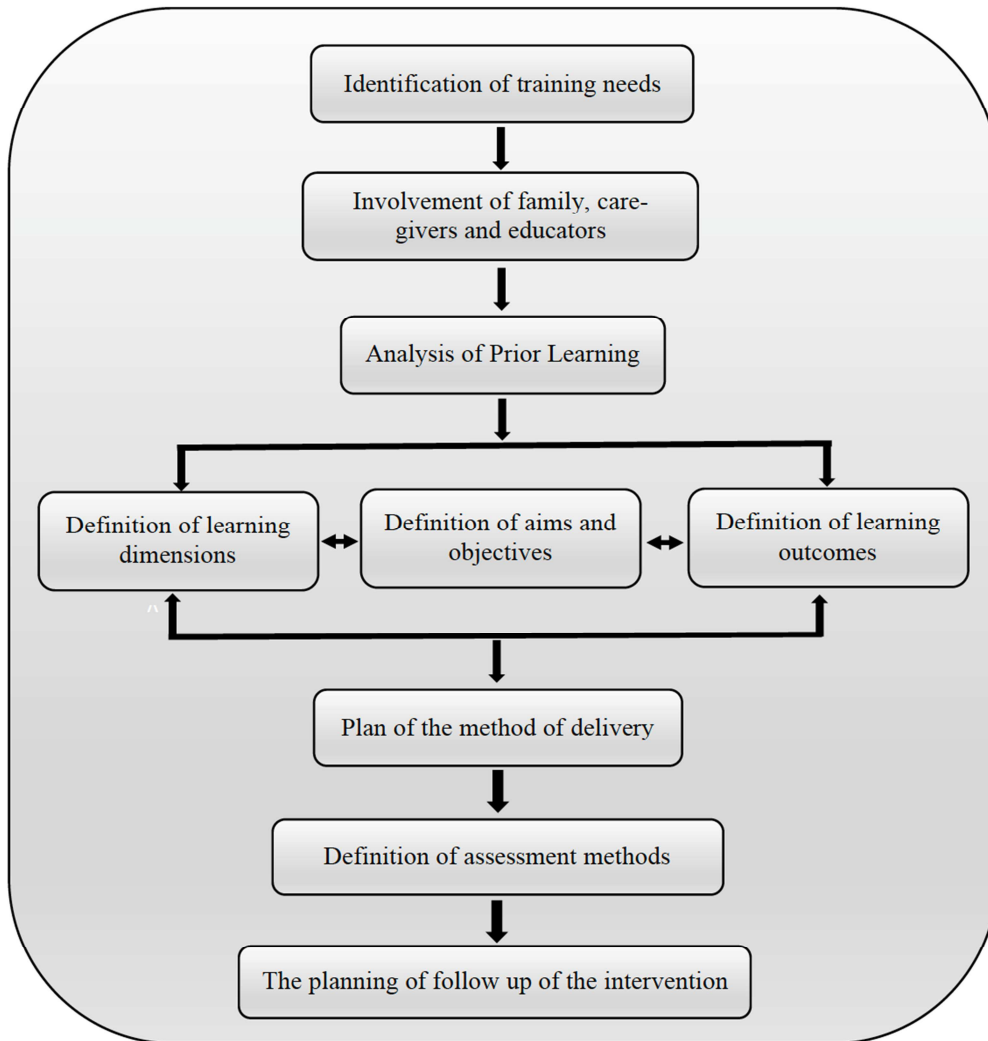 Identification of training needs
Involvement of family, care-
givers and educators
Analysis of Prior Learning
Definition of learning
dimensions
Definition of aims and
objectives
Definition of learning
outcomes
Plan of the method of delivery
Definition of assessment methods
The planning of follow up of the intervention